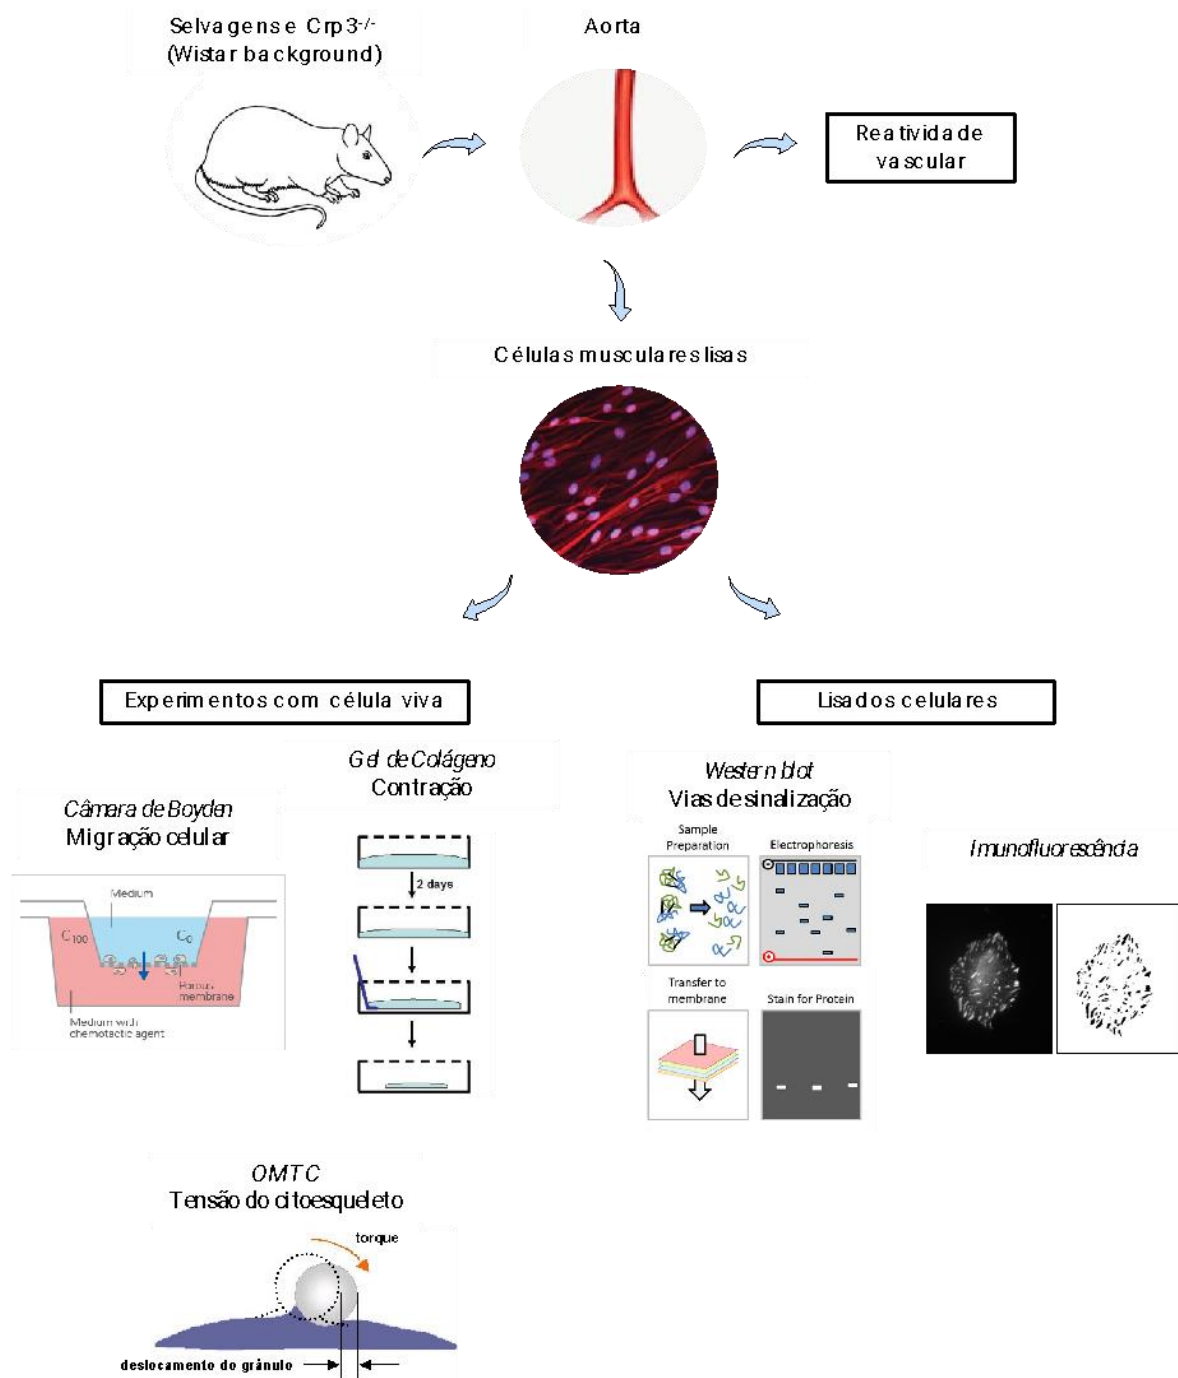 Selvagens e Crp3-/-
(Wistar background)
Aorta
Reatividade
vascular
Células musculares lisas
Experimentos com célula viva
Lisados celulares
Gel de Colágeno
Contração
Câmara de Boyden
Migração celular
Medium
C100
C0
Porous
membrane
Medium with
chemotactic agent
2 days
Western blot
Vias de sinalização
Sample
Preparation
Electrophoresis
Transfer to
membrane
Stain for Protein
Imunofluorescência
OMTC
Tensão do citoesqueleto
torque
deslocamento do grânulo